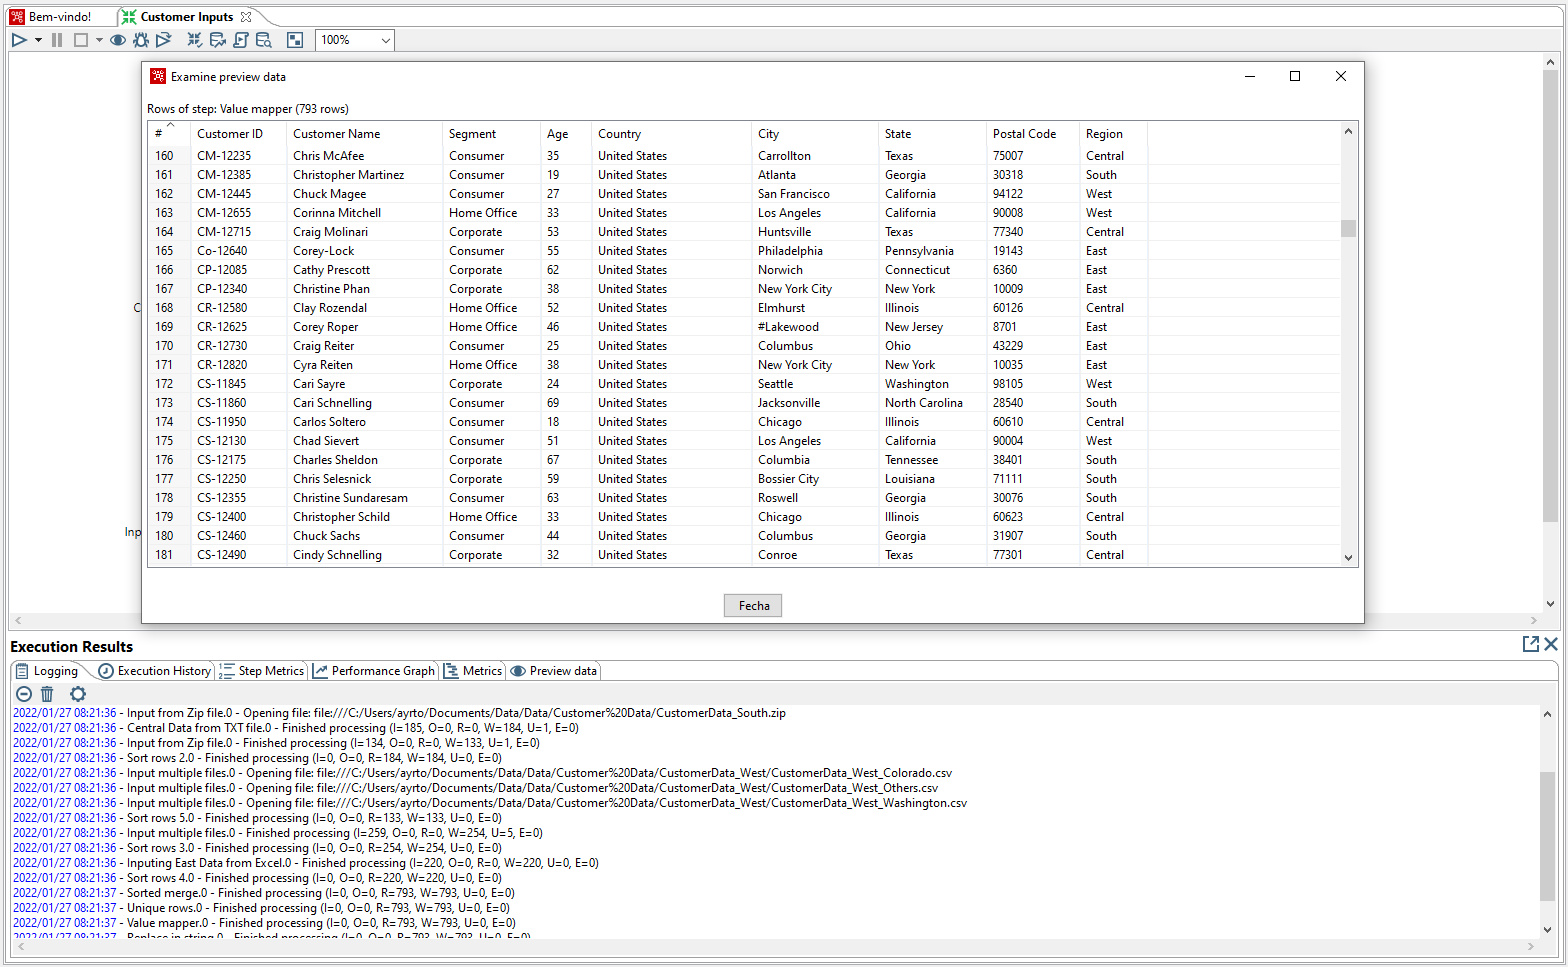 Bem-vindo!
Customer Inputs
100%
Examine preview data
Rows of step: Value mapper (793 rows)
# Customer ID Customer Name Segment Age Country City State Postal Code Region
160 CM-12235 Chris McAfee Consumer 35 United States Carrollton Texas 75007 Central
161 CM-12385 Christopher Martinez Consumer 19 United States Atlanta Georgia 30318 South
162 CM-12445 Chuck Magee Consumer 27 United States San Francisco California 94122 West
163 CM-12655 Corinna Mitchell Home Office 33 United States Los Angeles California 90008 West
164 CM-12715 Craig Molinari Corporate 53 United States Huntsville Texas 77340 Central
165 Co-12640 Corey-Lock Consumer 55 United States Philadelphia Pennsylvania 19143 East
166 CP-12085 Cathy Prescott Corporate 62 United States Norwich Connecticut 6360 East
167 CP-12340 Christine Phan Corporate 38 United States New York City New York 10009 East
C
168 CR-12580 Clay Rozendal Home Office 52 United States Elmhurst Illinois 60126 Central
169 CR-12625 Corey Roper Home Office 46 United States #Lakewood New Jersey 8701 East
170 CR-12730 Craig Reiter Consumer 25 United States Columbus Ohio 43229 East
171 CR-12820 Cyra Reiten Home Office 38 United States New York City New York 10035 East
172 CS-11845 Cari Sayre Corporate 24 United States Seattle Washington 98105 West
173 CS-11860 Cari Schnelling Consumer 69 United States Jacksonville North Carolina 28540 South
174 CS-11950 Carlos Soltero Consumer 18 United States Chicago Illinois 60610 Central
175 CS-12130 Chad Sievert Consumer 51 United States Los Angeles California 90004 West
176 CS-12175 Charles Sheldon Corporate 67 United States Columbia Tennessee 38401 South
177 CS-12250 Chris Selesnick Corporate 59 United States Bossier City Louisiana 71111 South
178 CS-12355 Christine Sundaresam Consumer 63 United States Roswell Georgia 30076 South
179 CS-12400 Christopher Schild Home Office 33 United States Chicago Illinois 60623 Central
Inp
180 CS-12460 Chuck Sachs Consumer 44 United States Columbus Georgia 31907 South
181 CS-12490 Cindy Schnelling Corporate 32 United States Conroe Texas 77301 Central
Fecha
Execution Results
Logging
Execution History
Step Metrics
Performance Graph
Metrics
Preview data
2022/01/27 08:21:36 - Input from Zip file.0 - Opening file: file:///C:/Users/ayrto/Documents/Data/Data/Customer%20Data/CustomerData_South.zip
2022/01/27 08:21:36 - Central Data from TXT file.0 - Finished processing (I=185, O=0, R=0, W=184, U=1, E=0)
2022/01/27 08:21:36 - Input from Zip file.0 - Finished processing (I=134, O=0, R=0, W=133, U=1, E=0)
2022/01/27 08:21:36 - Sort rows 2.0 - Finished processing (I=0, O=0, R=184, W=184, U=0, E=0)
2022/01/27 08:21:36 - Input multiple files.0 - Opening file: file:///C:/Users/ayrto/Documents/Data/Data/Customer%20Data/CustomerData_West/CustomerData_West_Colorado.csv
2022/01/27 08:21:36 - Input multiple files.0 - Opening file: file:///C:/Users/ayrto/Documents/Data/Data/Customer%20Data/CustomerData_West/CustomerData_West_Others.csv
2022/01/27 08:21:36 - Input multiple files.0 - Opening file: file:///C:/Users/ayrto/Documents/Data/Data/Customer%20Data/CustomerData_West/CustomerData_West_Washington.csv
2022/01/27 08:21:36 - Sort rows 5.0 - Finished processing (I=0, O=0, R=133, W=133, U=0, E=0)
2022/01/27 08:21:36 - Input multiple files.0 - Finished processing (I=259, O=0, R=0, W=254, U=5, E=0)
2022/01/27 08:21:36 - Sort rows 3.0 - Finished processing (I=0, O=0, R=254, W=254, U=0, E=0)
2022/01/27 08:21:36 - Inputing East Data from Excel.0 - Finished processing (I=220, O=0, R=0, W=220, U=0, E=0)
2022/01/27 08:21:36 - Sort rows 4.0 - Finished processing (I=0, O=0, R=220, W=220, U=0, E=0)
2022/01/27 08:21:37 - Sorted merge.0 - Finished processing (I=0, O=0, R=793, W=793, U=0, E=0)
2022/01/27 08:21:37 - Unique rows.0 - Finished processing (I=0, O=0, R=793, W=793, U=0, E=0)
2022/01/27 08:21:37 - Value mapper.0 - Finished processing (I=0, O=0, R=793, W=793, U=0, E=0)
2022/01/27 08:21:37 - Replace in string.0 - Finished processing (I=0, O=0, R=793, W=793, U=0, E=0)